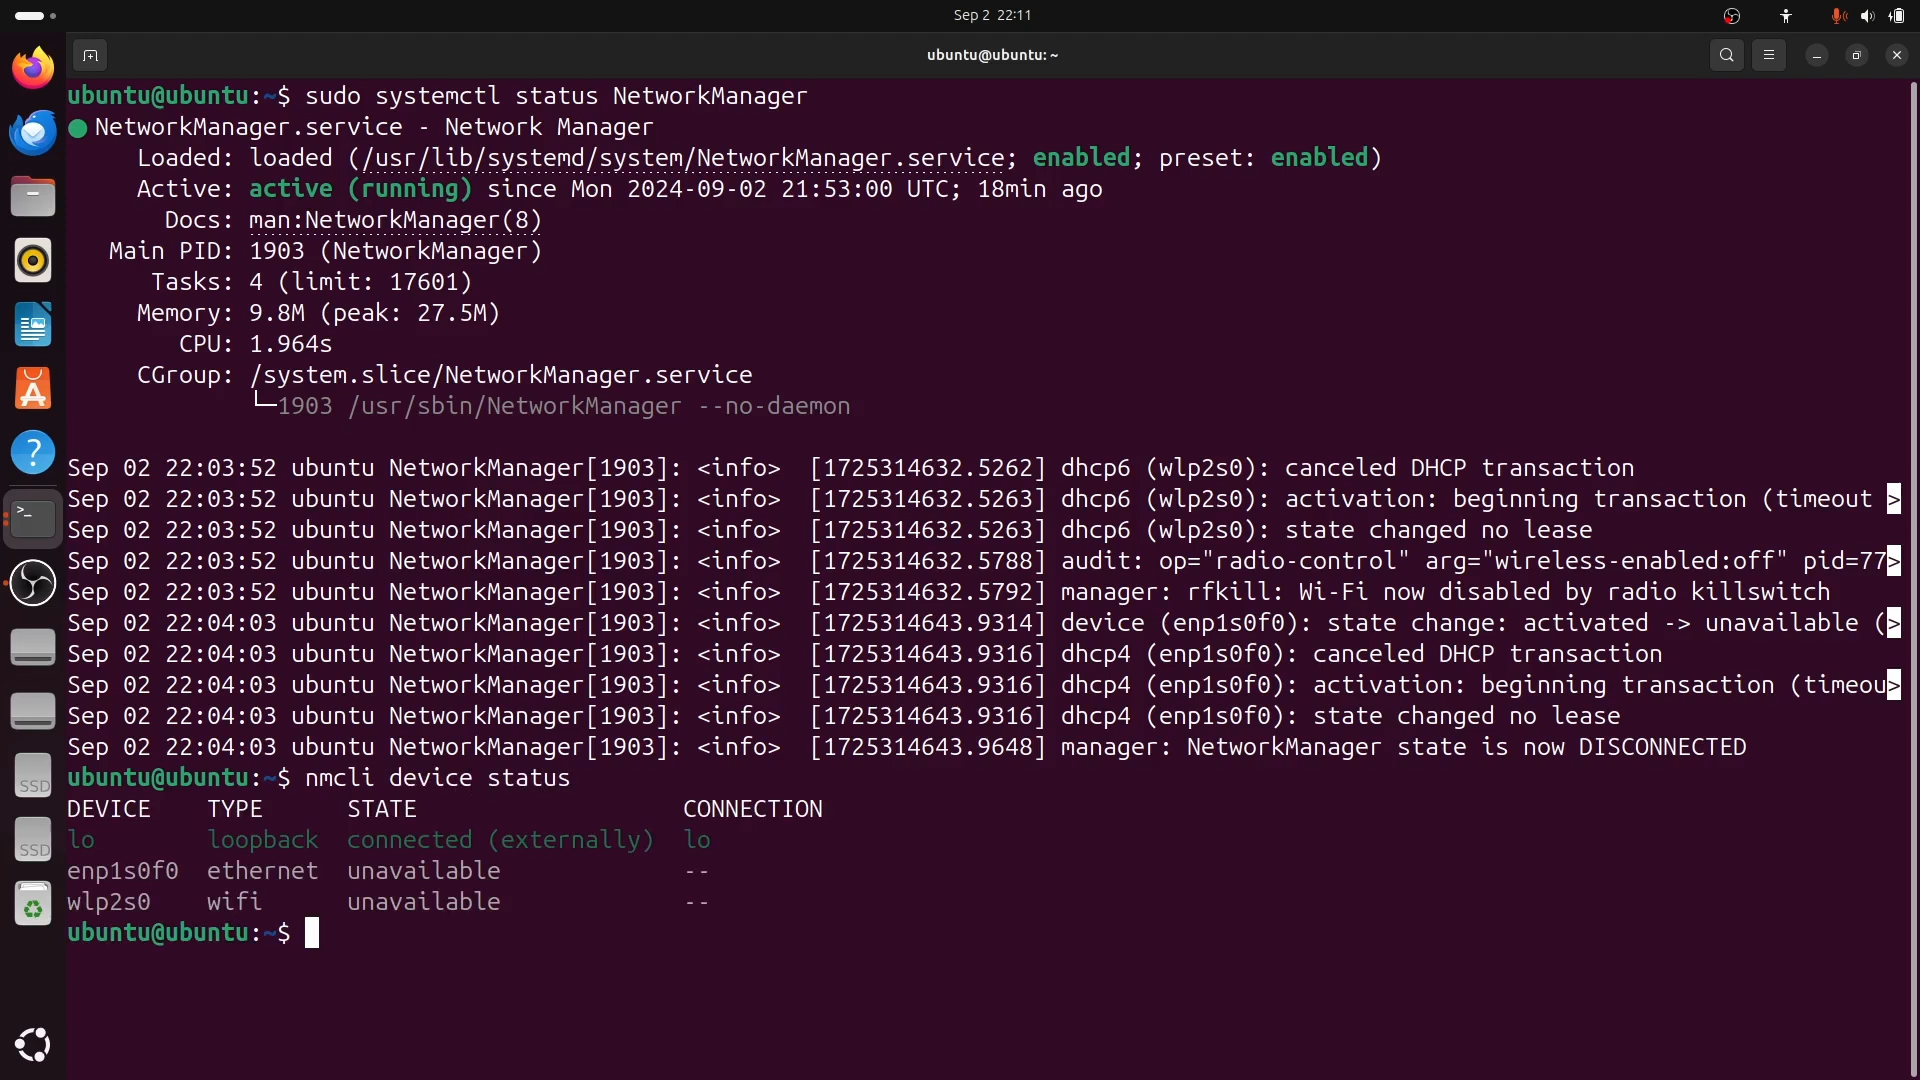 Sep 2 22:11
ubuntu@ubuntu: ~
ubuntu@ubuntu:~$ sudo systemctl status NetworkManager
NetworkManager.service - Network Manager
Loaded: loaded (/usr/lib/systemd/system/NetworkManager.service; enabled; preset: enabled)
Active: active (running) since Mon 2024-09-02 21:53:00 UTC; 18min ago
Docs: man:NetworkManager(8)
Main PID: 1903 (NetworkManager)
Tasks: 4 (limit: 17601)
Memory: 9.8M (peak: 27.5M)
CPU: 1.964s
CGroup: /system.slice/NetworkManager.service
└─1903 /usr/sbin/NetworkManager --no-daemon
Sep 02 22:03:52 ubuntu NetworkManager[1903]: <info>  [1725314632.5262] dhcp6 (wlp2s0): canceled DHCP transaction
Sep 02 22:03:52 ubuntu NetworkManager[1903]: <info>  [1725314632.5263] dhcp6 (wlp2s0): activation: beginning transaction (timeout >
Sep 02 22:03:52 ubuntu NetworkManager[1903]: <info>  [1725314632.5263] dhcp6 (wlp2s0): state changed no lease
Sep 02 22:03:52 ubuntu NetworkManager[1903]: <info>  [1725314632.5788] audit: op="radio-control" arg="wireless-enabled:off" pid=77>
Sep 02 22:03:52 ubuntu NetworkManager[1903]: <info>  [1725314632.5792] manager: rfkill: Wi-Fi now disabled by radio killswitch
Sep 02 22:04:03 ubuntu NetworkManager[1903]: <info>  [1725314643.9314] device (enp1s0f0): state change: activated -> unavailable (>
Sep 02 22:04:03 ubuntu NetworkManager[1903]: <info>  [1725314643.9316] dhcp4 (enp1s0f0): canceled DHCP transaction
Sep 02 22:04:03 ubuntu NetworkManager[1903]: <info>  [1725314643.9316] dhcp4 (enp1s0f0): activation: beginning transaction (timeou>
Sep 02 22:04:03 ubuntu NetworkManager[1903]: <info>  [1725314643.9316] dhcp4 (enp1s0f0): state changed no lease
Sep 02 22:04:03 ubuntu NetworkManager[1903]: <info>  [1725314643.9648] manager: NetworkManager state is now DISCONNECTED
ubuntu@ubuntu:~$ nmcli device status
DEVICE    TYPE      STATE                   CONNECTION
lo        loopback  connected (externally)  lo
enp1s0f0  ethernet  unavailable             --
wlp2s0    wifi      unavailable             --
ubuntu@ubuntu:~$
SSD
SSD